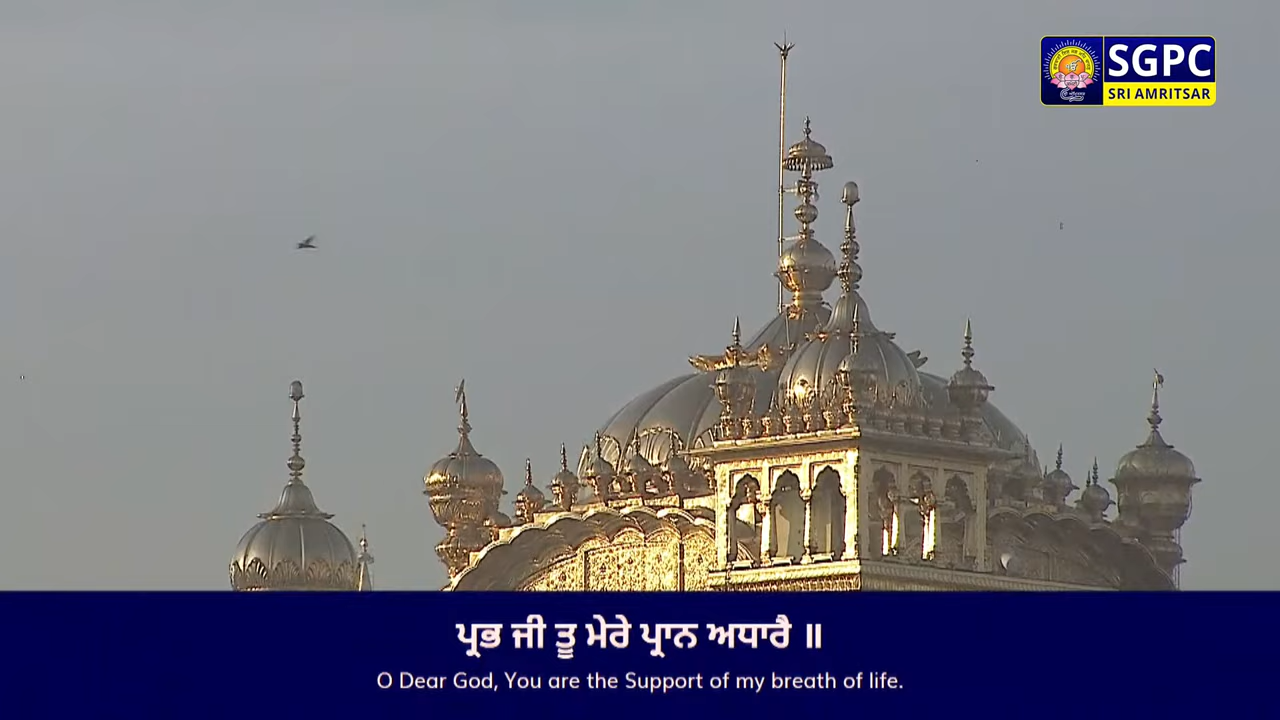 SGPC
SRI AMRITSAR
ਪ੍ਰਭ ਜੀ ਤੂ ਮੇਰੇ ਪ੍ਰਾਨ ਅਧਾਰੈ ॥
O Dear God, You are the Support of my breath of life.